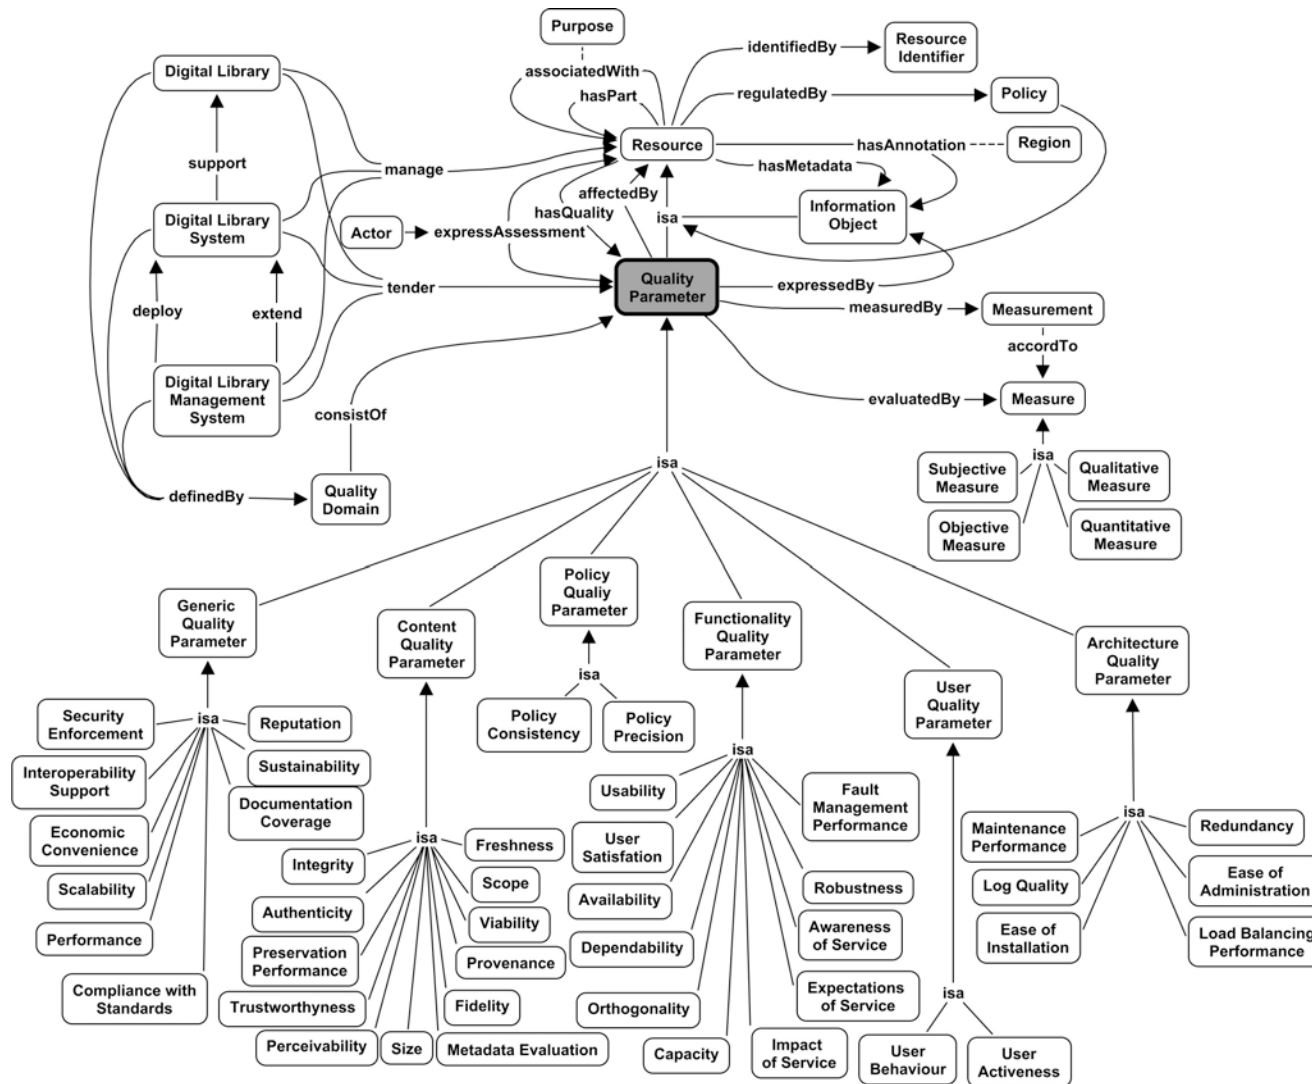 Purpose
identifiedBy
Resource
Identifier
Digital Library
associatedWith
hasPart
regulatedBy
Policy
support
manage
Resource
hasAnnotation
Region
hasMetadata
affectedBy
hasQuality
isa
Information
Object
Digital Library
System
Actor
expressAssessment
deploy
extend
tender
Quality
Parameter
expressedBy
measuredBy
Measurement
accordTo
Digital Library
Management
System
consistOf
evaluatedBy
Measure
definedBy
Quality
Domain
isa
isa
Subjective
Measure
Qualitative
Measure
Objective
Measure
Quantitative
Measure
Generic
Quality
Parameter
Content
Quality
Parameter
Policy
Qualiy
Parameter
Functionality
Quality
Parameter
User
Quality
Parameter
Architecture
Quality
Parameter
isa
Security
Enforcement
Reputation
Interoperability
Support
Sustainability
Economic
Convenience
Documentation
Coverage
Scalability
Performance
Compliance with
Standards
isa
Integrity
Freshness
Authenticity
Scope
Viability
Preservation
Performance
Provenance
Trustworthyness
Fidelity
Perceivability
Size
Metadata Evaluation
isa
Policy
Consistency
Policy
Precision
isa
Usability
Fault
Management
Performance
User
Satisfation
Availability
Robustness
Dependability
Awareness
of Service
Orthogonality
Expectations
of Service
Capacity
Impact
of Service
isa
User
Behaviour
User
Activeness
isa
Maintenance
Performance
Redundancy
Log Quality
Ease of
Administration
Ease of
Installation
Load Balancing
Performance